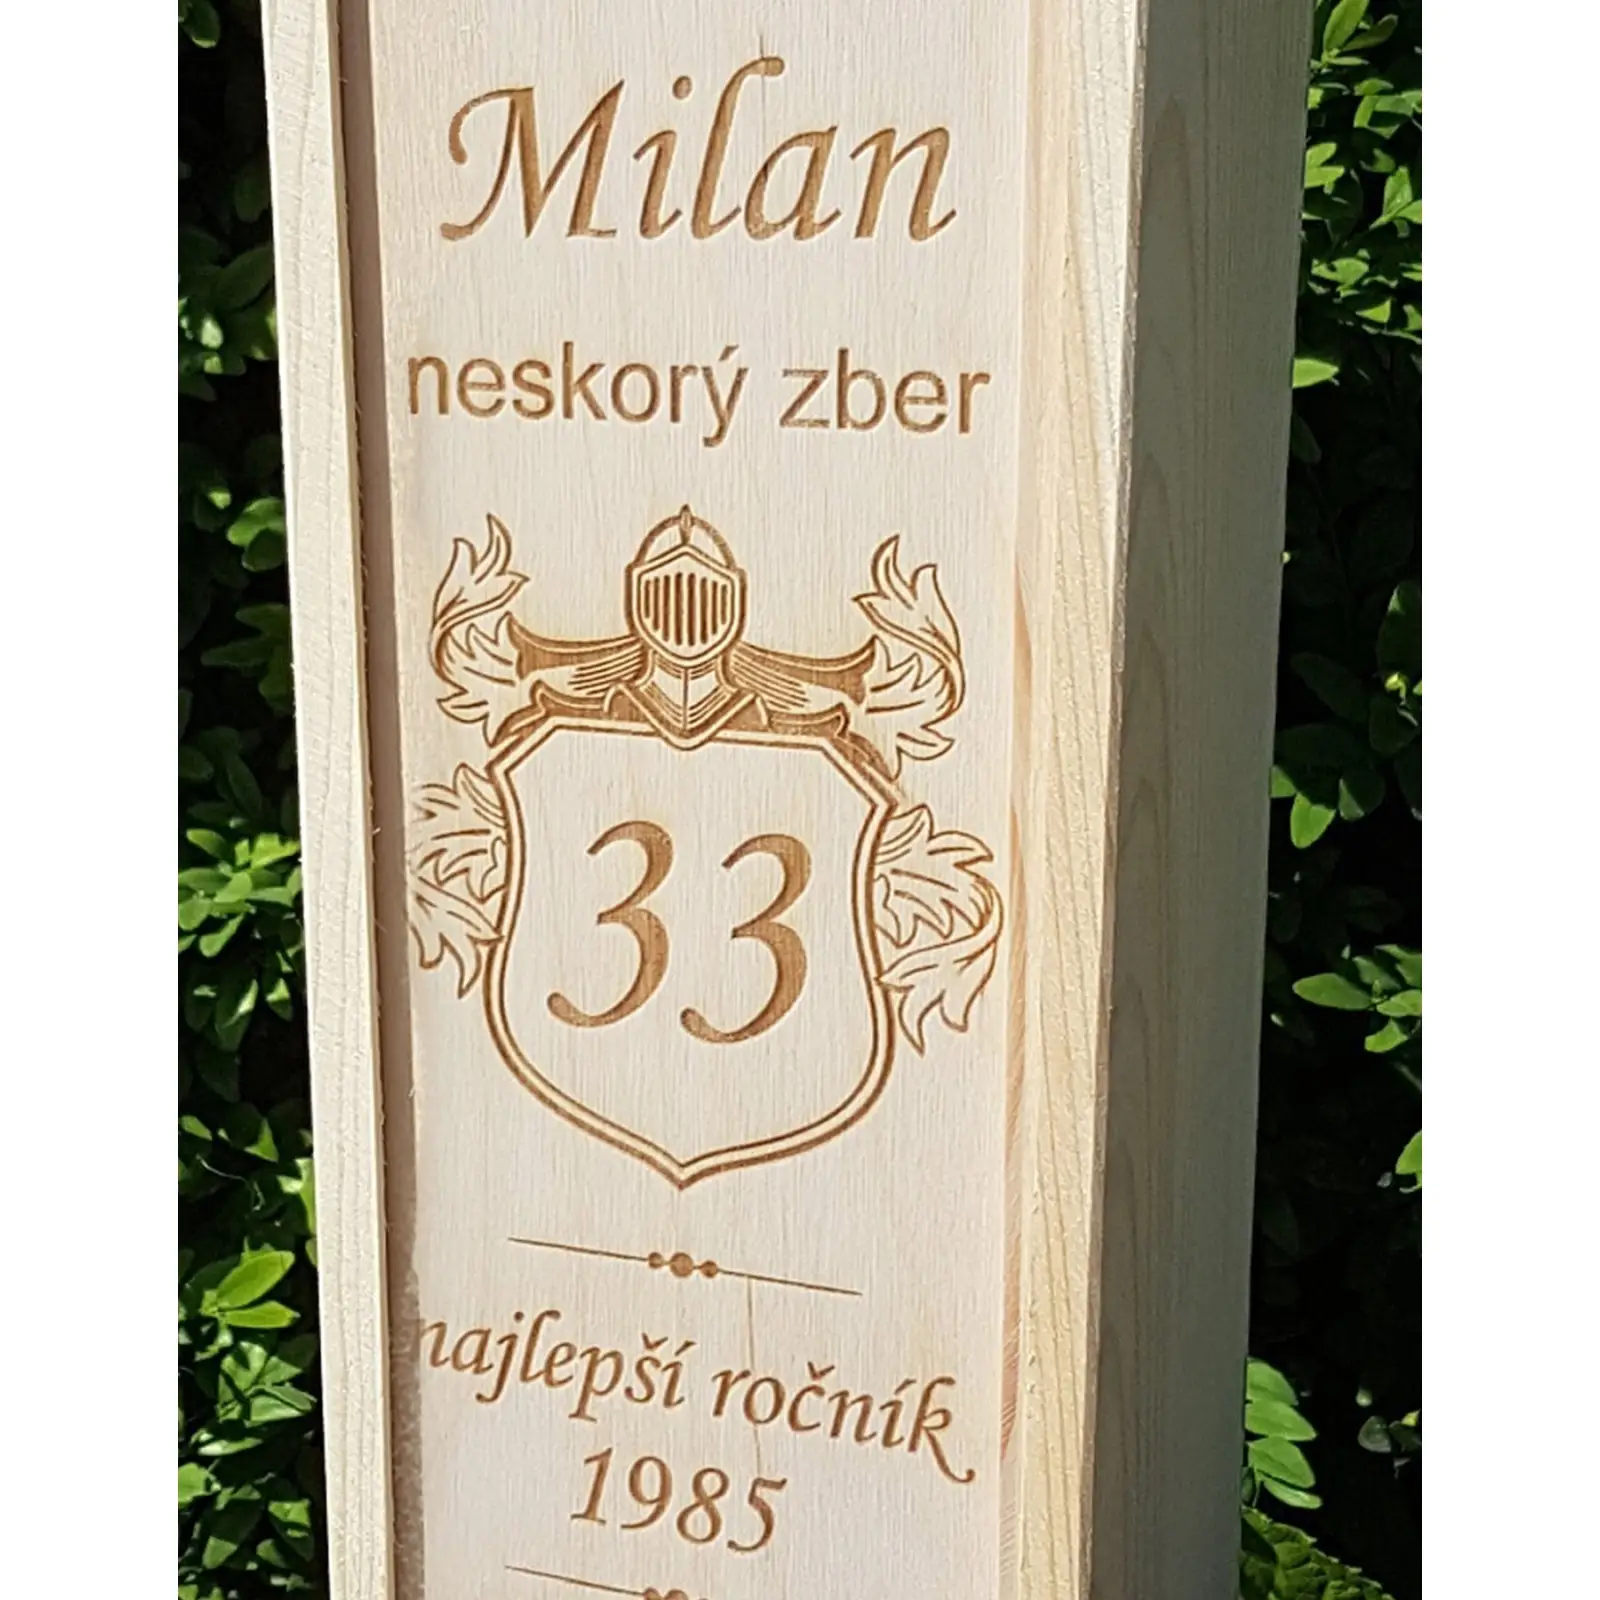 Milan
neskorý zber
33
najlepší ročník
1985